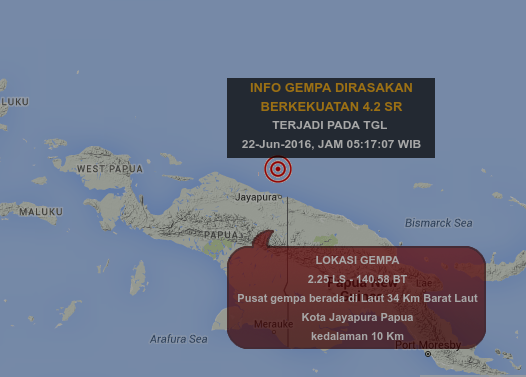 INFO GEMPA DIRASAKAN
BERKEKUATAN 4.2 SR
TERJADI PADA TGL
22-Jun-2016, JAM 05:17:07 WIB
LUKU
WEST PAPUA
Jayapura
MALUKU
Bismarck Sea
PAPUA
LOKASI GEMPA
2.25 LS - 140.58 BT
Papua New
Lae
Pusat gempa berada di Laut 34 Km Barat Laut
Kota Jayapura Papua
Merauke
kedalaman 10 Km
Arafura Sea
Port Moresby